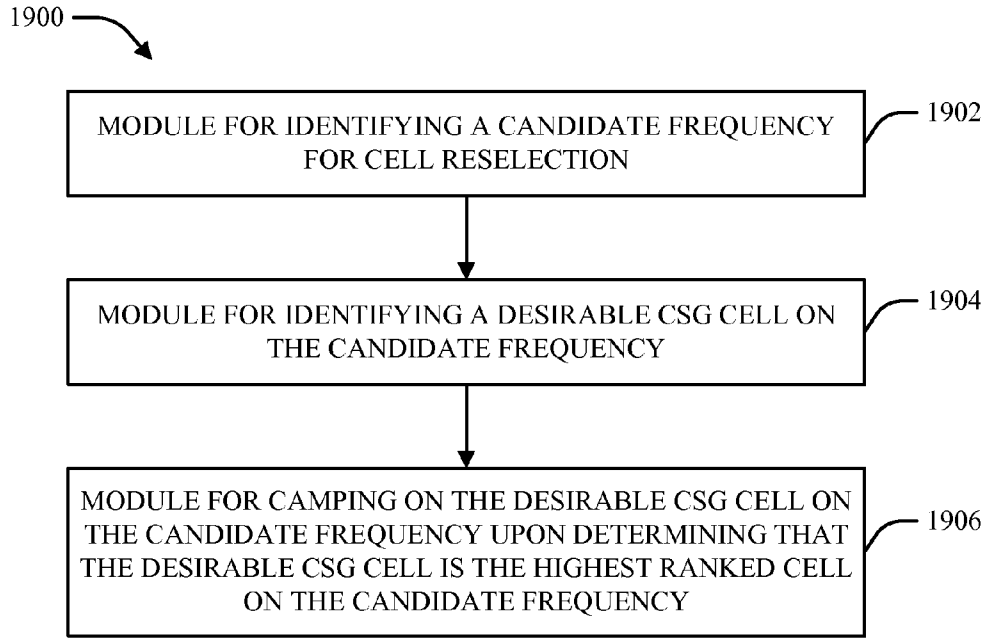 1900
MODULE FOR IDENTIFYING A CANDIDATE FREQUENCY
FOR CELL RESELECTION
1902
MODULE FOR IDENTIFYING A DESIRABLE CSG CELL ON
THE CANDIDATE FREQUENCY
1904
MODULE FOR CAMPING ON THE DESIRABLE CSG CELL ON
THE CANDIDATE FREQUENCY UPON DETERMINING THAT
THE DESIRABLE CSG CELL IS THE HIGHEST RANKED CELL
ON THE CANDIDATE FREQUENCY
1906